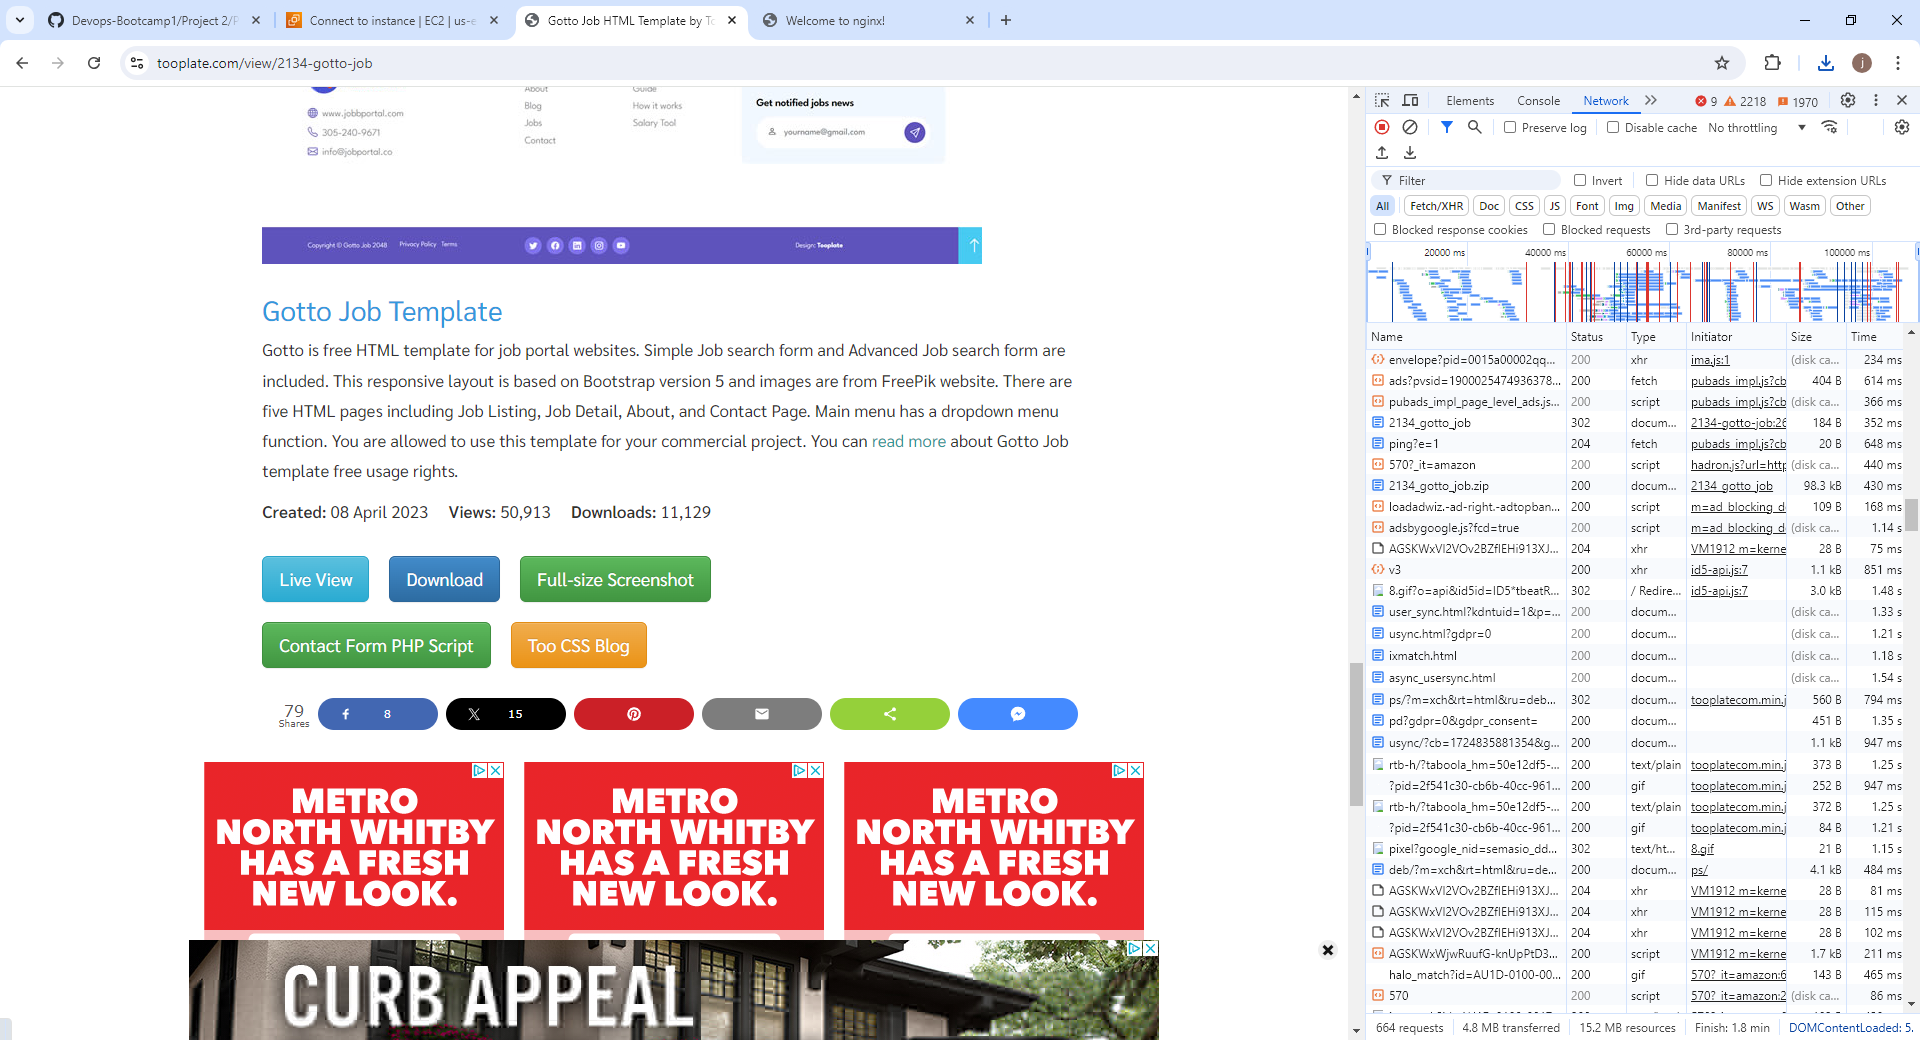 Devops-Bootcamp1/Project 2/P
Connect to instance | EC2 | us-e
Gotto Job HTML Template by To
Welcome to nginx!
tooplate.com/view/2134-gotto-job
j
About
Guide
www.jobbportal.com
Blog
How it works
305-240-9671
Jobs
Salary Tool
info@jobportal.co
Contact
Get notified jobs news
yourname@gmail.com
Copyright © Gotto Job 2048
Privacy Policy
Terms
Design: Tooplate
Gotto Job Template
Gotto is free HTML template for job portal websites. Simple Job search form and Advanced Job search form are
included. This responsive layout is based on Bootstrap version 5 and images are from FreePik website. There are
five HTML pages including Job Listing, Job Detail, About, and Contact Page. Main menu has a dropdown menu
function. You are allowed to use this template for your commercial project. You can read more about Gotto Job
template free usage rights.
Created: 08 April 2023 Views: 50,913 Downloads: 11,129
Live View
Download
Full-size Screenshot
Contact Form PHP Script
Too CSS Blog
79
Shares
8
15
METRO
NORTH WHITBY
HAS A FRESH
NEW LOOK.
METRO
NORTH WHITBY
HAS A FRESH
NEW LOOK.
METRO
NORTH WHITBY
HAS A FRESH
NEW LOOK.
CURB APPEAL
Elements Console Network 9 2218 1970
Preserve log Disable cache No throttling
Filter Invert Hide data URLs Hide extension URLs
All Fetch/XHR Doc CSS JS Font Img Media Manifest WS Wasm Other
Blocked response cookies Blocked requests 3rd-party requests
20000 ms 40000 ms 60000 ms 80000 ms 100000 ms
Name Status Type Initiator Size Time
envelope?pid=0015a00002qq... 200 xhr ima.js:1 (disk ca... 234 ms
ads?pvsid=1900025474936378... 200 fetch pubads_impl.js?cb 404 B 614 ms
pubads_impl_page_level_ads.js... 200 script pubads_impl.js?cb (disk ca... 366 ms
2134_gotto_job 302 docum... 2134-gotto-job:26 184 B 352 ms
ping?e=1 204 fetch pubads_impl.js?cb 20 B 648 ms
570?_it=amazon 200 script hadron.js?url=http (disk ca... 440 ms
2134_gotto_job.zip 200 docum... 2134_gotto_job 98.3 kB 430 ms
loadadwiz.-ad-right.-adtopban... 200 script m=ad_blocking_d 109 B 168 ms
adsbygoogle.js?fcd=true 200 script m=ad_blocking_d (disk ca... 1.14 s
AGSKWxVI2VOv2BZfIEHi913XJ... 204 xhr VM1912 m=kerne 28 B 75 ms
v3 200 xhr id5-api.js:7 1.1 kB 851 ms
8.gif?o=api&id5id=ID5*tbeatR... 302 / Redire... id5-api.js:7 3.0 kB 1.48 s
user_sync.html?kdntuid=1&p=... 200 docum... (disk ca... 1.33 s
usync.html?gdpr=0 200 docum... (disk ca... 1.21 s
ixmatch.html 200 docum... (disk ca... 1.18 s
async_usersync.html 200 docum... (disk ca... 1.54 s
ps/?m=xch&rt=html&ru=deb... 302 docum... tooplatecom.min.j 560 B 794 ms
pd?gdpr=0&gdpr_consent= 200 docum... 451 B 1.35 s
usync/?cb=1724835881354&g... 200 docum... 1.1 kB 947 ms
rtb-h/?taboola_hm=50e12df5-... 200 text/plain tooplatecom.min.j 373 B 1.25 s
?pid=2f541c30-cb6b-40cc-961... 200 gif tooplatecom.min.j 252 B 947 ms
rtb-h/?taboola_hm=50e12df5-... 200 text/plain tooplatecom.min.j 372 B 1.25 s
?pid=2f541c30-cb6b-40cc-961... 200 gif tooplatecom.min.j 84 B 1.21 s
pixel?google_nid=semasio_dd... 302 text/ht... 8.gif 21 B 1.15 s
deb/?m=xch&rt=html&ru=de... 200 docum... ps/ 4.1 kB 484 ms
AGSKWxVI2VOv2BZfIEHi913XJ... 204 xhr VM1912 m=kerne 28 B 81 ms
AGSKWxVI2VOv2BZfIEHi913XJ... 204 xhr VM1912 m=kerne 28 B 115 ms
AGSKWxVI2VOv2BZfIEHi913XJ... 204 xhr VM1912 m=kerne 28 B 102 ms
AGSKWxWjwRuufG-knUpPtD3... 200 script VM1912 m=kerne 1.7 kB 211 ms
halo_match?id=AU1D-0100-00... 200 gif 570?_it=amazon:6 143 B 465 ms
570 200 script 570?_it=amazon:2 (disk ca... 86 ms
664 requests 4.8 MB transferred 15.2 MB resources Finish: 1.8 min DOMContentLoaded: 5.